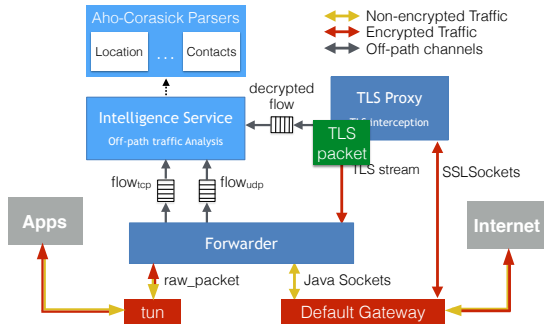 Aho-Corasick Parsers
Location
...
Contacts
Non-encrypted Traffic
Encrypted Traffic
Off-path channels
decrypted
flow
Intelligence Service
Off-path traffic Analysis
TLS Proxy
TLS interception
TLS
packet
TLS stream
SSLSockets
flowtcp
flowudp
Apps
Internet
Forwarder
raw_packet
Java Sockets
tun
Default Gateway